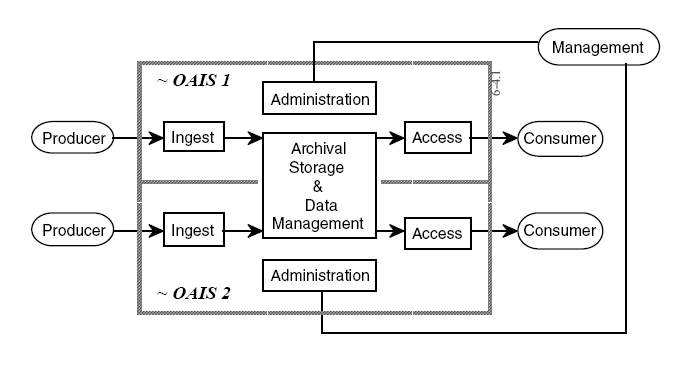 Management
~ OAIS 1
Administration
Producer
Ingest
Archival
Storage
&
Data
Management
Access
Consumer
Producer
Ingest
Access
Consumer
Administration
~ OAIS 2